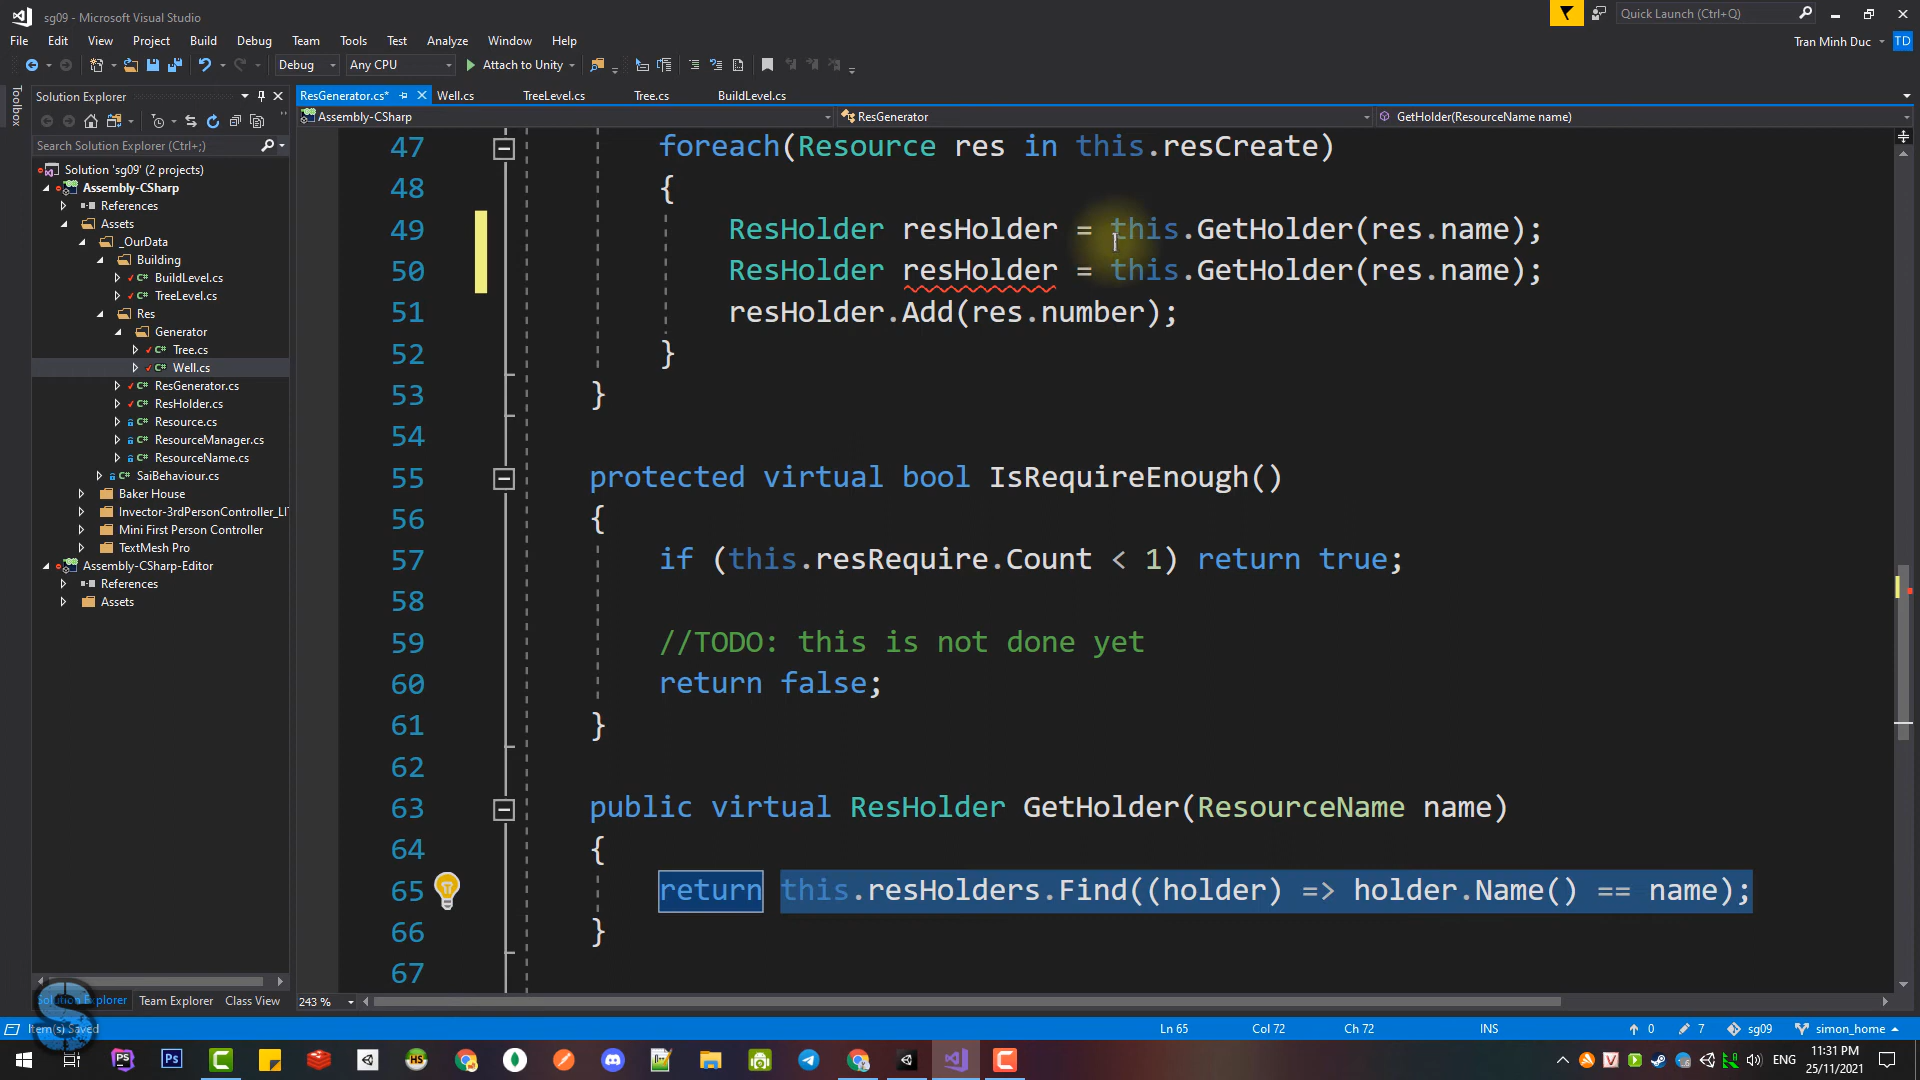 sg09 - Microsoft Visual Studio
Quick Launch (Ctrl+Q)
File Edit View Project Build Debug Team Tools Test Analyze Window Help
Tran Minh Duc TD
Debug Any CPU Attach to Unity
Toolbox
Solution Explorer
ResGenerator.cs* Well.cs TreeLevel.cs Tree.cs BuildLevel.cs
Assembly-CSharp ResGenerator GetHolder(ResourceName name)
Search Solution Explorer (Ctrl+;)
Solution 'sg09' (2 projects)
Assembly-CSharp
References
Assets
_OurData
Building
BuildLevel.cs
TreeLevel.cs
Res
Generator
Tree.cs
Well.cs
ResGenerator.cs
ResHolder.cs
Resource.cs
ResourceManager.cs
ResourceName.cs
SaiBehaviour.cs
Baker House
Invector-3rdPersonController_LI
Mini First Person Controller
TextMesh Pro
Assembly-CSharp-Editor
References
Assets
47 foreach(Resource res in this.resCreate)
48 {
49 ResHolder resHolder = this.GetHolder(res.name);
50 ResHolder resHolder = this.GetHolder(res.name);
51 resHolder.Add(res.number);
52 }
53 }
54
55 protected virtual bool IsRequireEnough()
56 {
57 if (this.resRequire.Count < 1) return true;
58
59 //TODO: this is not done yet
60 return false;
61 }
62
63 public virtual ResHolder GetHolder(ResourceName name)
64 {
65 return this.resHolders.Find((holder) => holder.Name() == name);
66 }
67
Solution Explorer Team Explorer Class View
243 %
Item(s) Saved Ln 65 Col 72 Ch 72 INS 0 7 sg09 simon_home
ENG
11:31 PM
25/11/2021